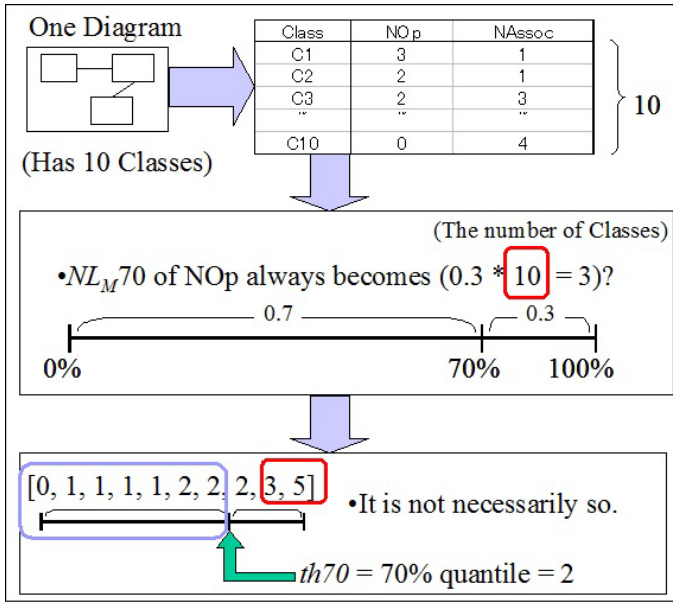 One Diagram
(Has 10 Classes)
Class NOp NAssoc
C1 3 1
C2 2 1
C3 2 3
〃 〃 〃
C10 0 4
10
(The number of Classes)
•NL_M70 of NOp always becomes (0.3 * 10 = 3)?
0.7 0.3
0% 70% 100%
[0, 1, 1, 1, 1, 2, 2, 2, 3, 5]
•It is not necessarily so.
th70 = 70% quantile = 2